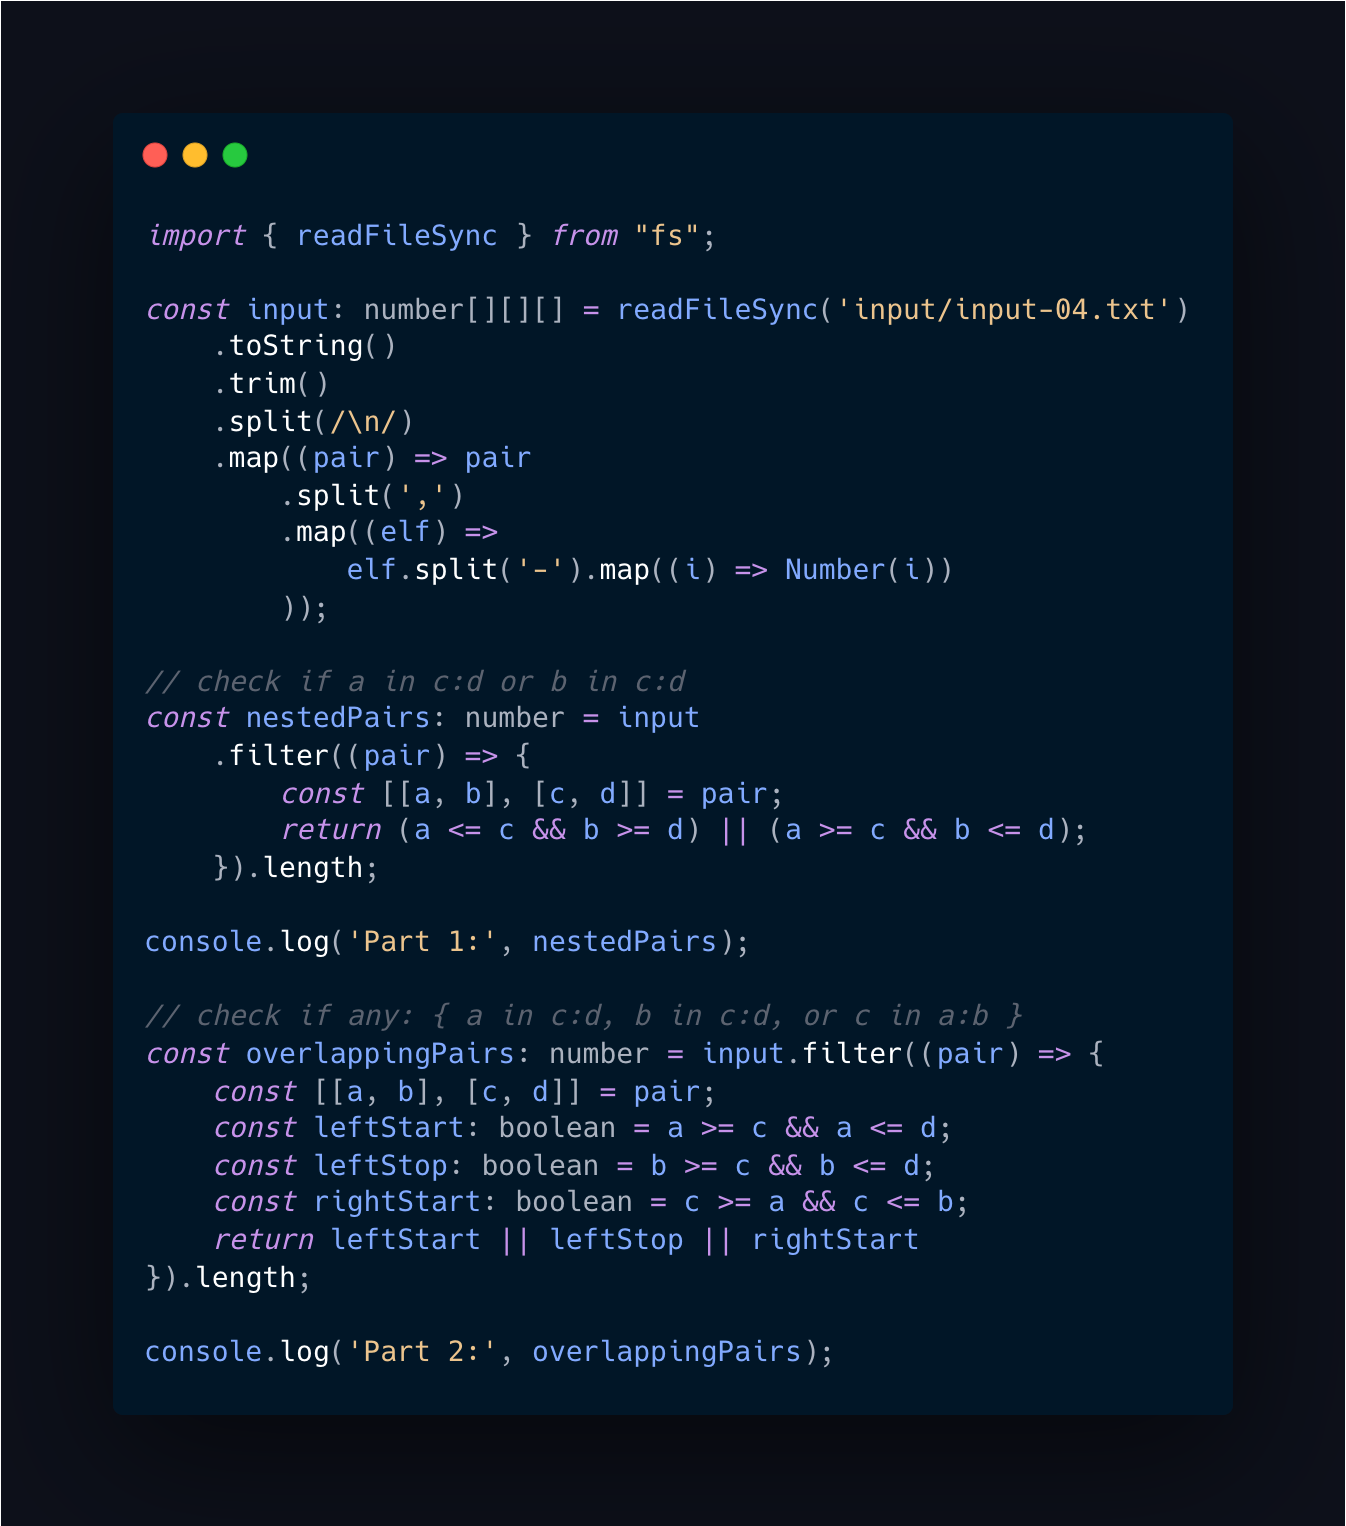 import { readFileSync } from "fs";

const input: number[][][] = readFileSync('input/input-04.txt')
    .toString()
    .trim()
    .split(/\n/)
    .map((pair) => pair
        .split(',')
        .map((elf) =>
            elf.split('-').map((i) => Number(i))
        ));

// check if a in c:d or b in c:d
const nestedPairs: number = input
    .filter((pair) => {
        const [[a, b], [c, d]] = pair;
        return (a <= c && b >= d) || (a >= c && b <= d);
    }).length;

console.log('Part 1:', nestedPairs);

// check if any: { a in c:d, b in c:d, or c in a:b }
const overlappingPairs: number = input.filter((pair) => {
    const [[a, b], [c, d]] = pair;
    const leftStart: boolean = a >= c && a <= d;
    const leftStop: boolean = b >= c && b <= d;
    const rightStart: boolean = c >= a && c <= b;
    return leftStart || leftStop || rightStart
}).length;

console.log('Part 2:', overlappingPairs);